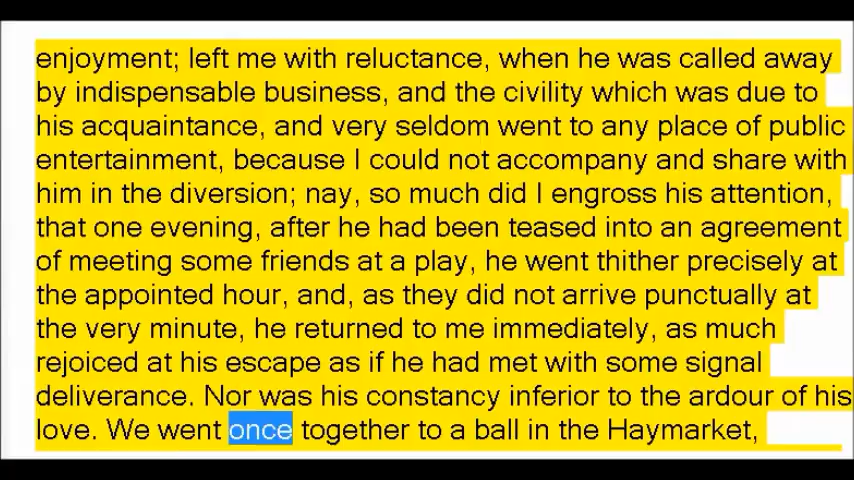 enjoyment; left me with reluctance, when he was called away
by indispensable business, and the civility which was due to
his acquaintance, and very seldom went to any place of public
entertainment, because I could not accompany and share with
him in the diversion; nay, so much did I engross his attention,
that one evening, after he had been teased into an agreement
of meeting some friends at a play, he went thither precisely at
the appointed hour, and, as they did not arrive punctually at
the very minute, he returned to me immediately, as much
rejoiced at his escape as if he had met with some signal
deliverance. Nor was his constancy inferior to the ardour of his
love. We went once together to a ball in the Haymarket,